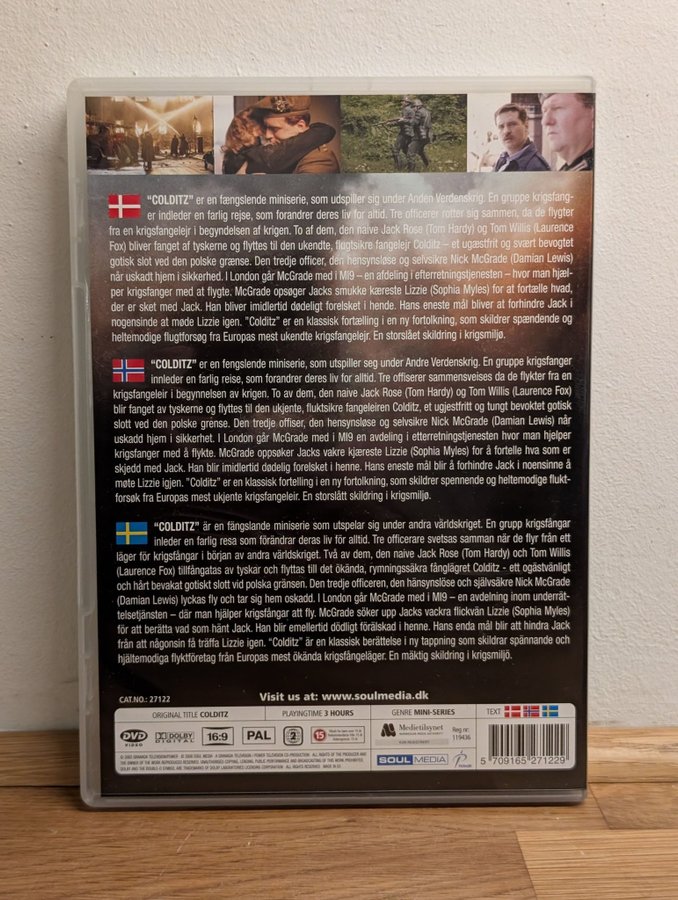 "COLDITZ" er en fængslende miniserie, som utspiller sig under Anden Verdenskrig. En gruppe krigsfang-
er indleder en farlig rejse, som forandrer deres liv for altid. Tre officerer rotter sig sammen, da de flygter
fra en krigsfangelejr i begyndelsen af krigen. To af dem, den naive Jack Rose (Tom Hardy) og Tom Willis (Laurence
Fox) bliver fanget af tyskerne og flyttes til den ukendte, flugtsikre fangelejr Colditz – et ugæstfrit og svært bevogtet
gotisk slot ved den polske grænse. Den tredje officer, den hensynsløse og selvsikre Nick McGrade (Damian Lewis)
når uskadt hjem i sikkerhed. I London går McGrade med i MI9 – en afdeling i efterretningstjenesten – hvor man hjæl-
per krigsfanger med at flygte. McGrade opsøger Jacks smukke kæreste Lizzie (Sophia Myles) for at fortælle hvad,
der er sket med Jack. Han bliver imidlertid dødeligt forelsket i hende. Hans eneste mål bliver at forhindre Jack i
nogensinde at møde Lizzie igen. "Colditz" er en klassisk fortælling i en ny fortolkning, som skildrer spændende og
heltemodige flugtforsøg fra Europas mest ukendte krigsfangelejr. En storslået skildring i krigsmiljø.
"COLDITZ" er en fengslende miniserie, som utspiller seg under Andre Verdenskrig. En gruppe krigsfanger
innleder en farlig reise, som forandrer deres liv for altid. Tre offiserer sammensveises da de flykter fra en
krigsfangeleir i begynnelsen av krigen. To av dem, den naive Jack Rose (Tom Hardy) og Tom Willis (Laurence Fox)
blir fanget av tyskerne og flyttes til den ukjente, fluktsikre fangeleiren Colditz, et ugjestfritt og tungt bevoktet gotisk
slott ved den polske grense. Den tredje offiser, den hensynsløse og selvsikre Nick McGrade (Damian Lewis) når
uskadd hjem i sikkerhet. I London går McGrade med i MI9 en avdeling i etterretningstjenesten hvor man hjelper
krigsfanger med å flykte. McGrade oppsøker Jacks vakre kjæreste Lizzie (Sophia Myles) for å fortelle hva som er
skjedd med Jack. Han blir imidlertid dødelig forelsket i henne. Hans eneste mål blir å forhindre Jack i noensinne å
møte Lizzie igjen. "Colditz" er en klassisk fortelling i en ny fortolkning, som skildrer spennende og heltemodige flukt-
forsøk fra Europas mest ukjente krigsfangeleir. En storslått skildring i krigsmiljø.
"COLDITZ" är en fängslande miniserie som utspelar sig under andra världskriget. En grupp krigsfångar
inleder en farlig resa som förändrar deras liv för alltid. Tre officerare svetsas samman när de flyr från ett
läger för krigsfångar i början av andra världskriget. Två av dem, den naive Jack Rose (Tom Hardy) och Tom Willis
(Laurence Fox) tillfångatas av tyskar och flyttas till det ökända, rymningssäkra fånglägret Colditz - ett ogästvänligt
och hårt bevakat gotiskt slott vid polska gränsen. Den tredje officeren, den hänsynslöse och självsäkre Nick McGrade
(Damian Lewis) lyckas fly och tar sig hem oskadd. I London går McGrade med i MI9 – en avdelning inom underrät-
telsetjänsten – där man hjälper krigsfångar att fly. McGrade söker upp Jacks vackra flickvän Lizzie (Sophia Myles)
för att berätta vad som hänt Jack. Han blir emellertid dödligt förälskad i henne. Hans enda mål blir att hindra Jack
från att någonsin få träffa Lizzie igen. "Colditz" är en klassisk berättelse i ny tappning som skildrar spännande och
hjältemodiga flyktföretag från Europas mest ökända krigsfångeläger. En mäktig skildring i krigsmiljö.
CAT.NO.: 27122
Visit us at: www.soulmedia.dk
ORIGINAL TITLE COLDITZ PLAYINGTIME 3 HOURS GENRE MINI-SERIES TEXT:
DVD VIDEO DOLBY DIGITAL 16:9 PAL 2 15 Medietilsynet Reg nr: 119436
SOUL MEDIA
5 709165 271229